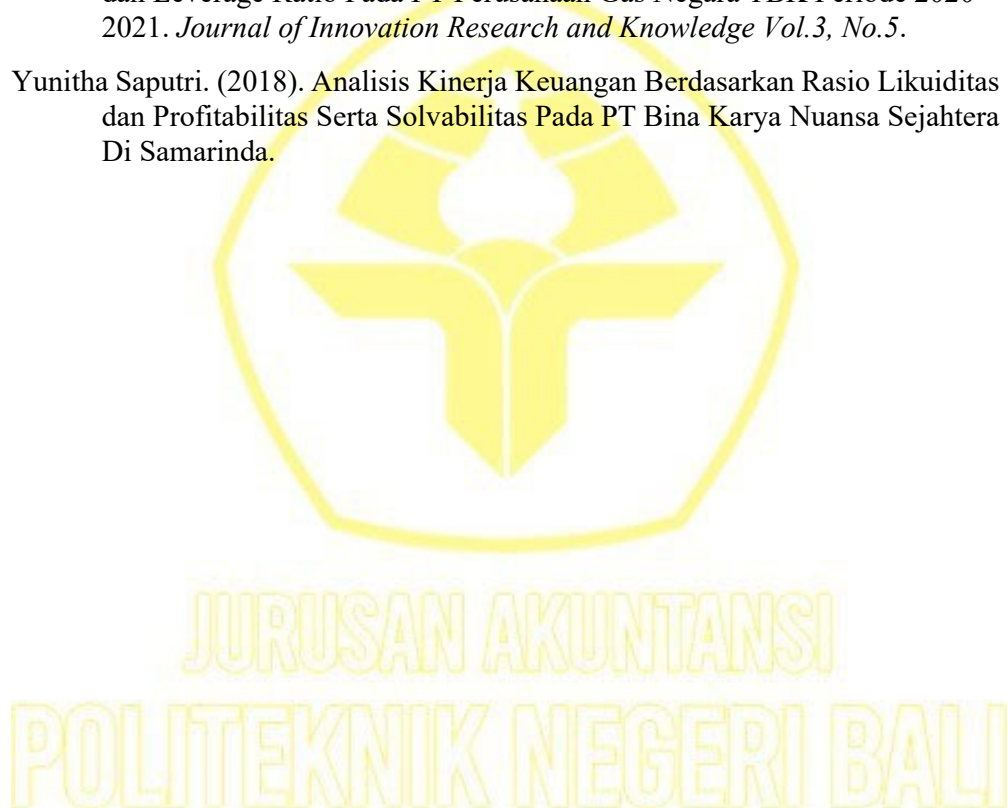 dan Leverage Ratio Pada PT Perusahaan Gas Negara TBK Periode 2020-
2021. Journal of Innovation Research and Knowledge Vol.3, No.5.
Yunitha Saputri. (2018). Analisis Kinerja Keuangan Berdasarkan Rasio Likuiditas
dan Profitabilitas Serta Solvabilitas Pada PT Bina Karya Nuansa Sejahtera
Di Samarinda.
JURUSAN AKUNTANSI
POLITEKNIK NEGERI BALI